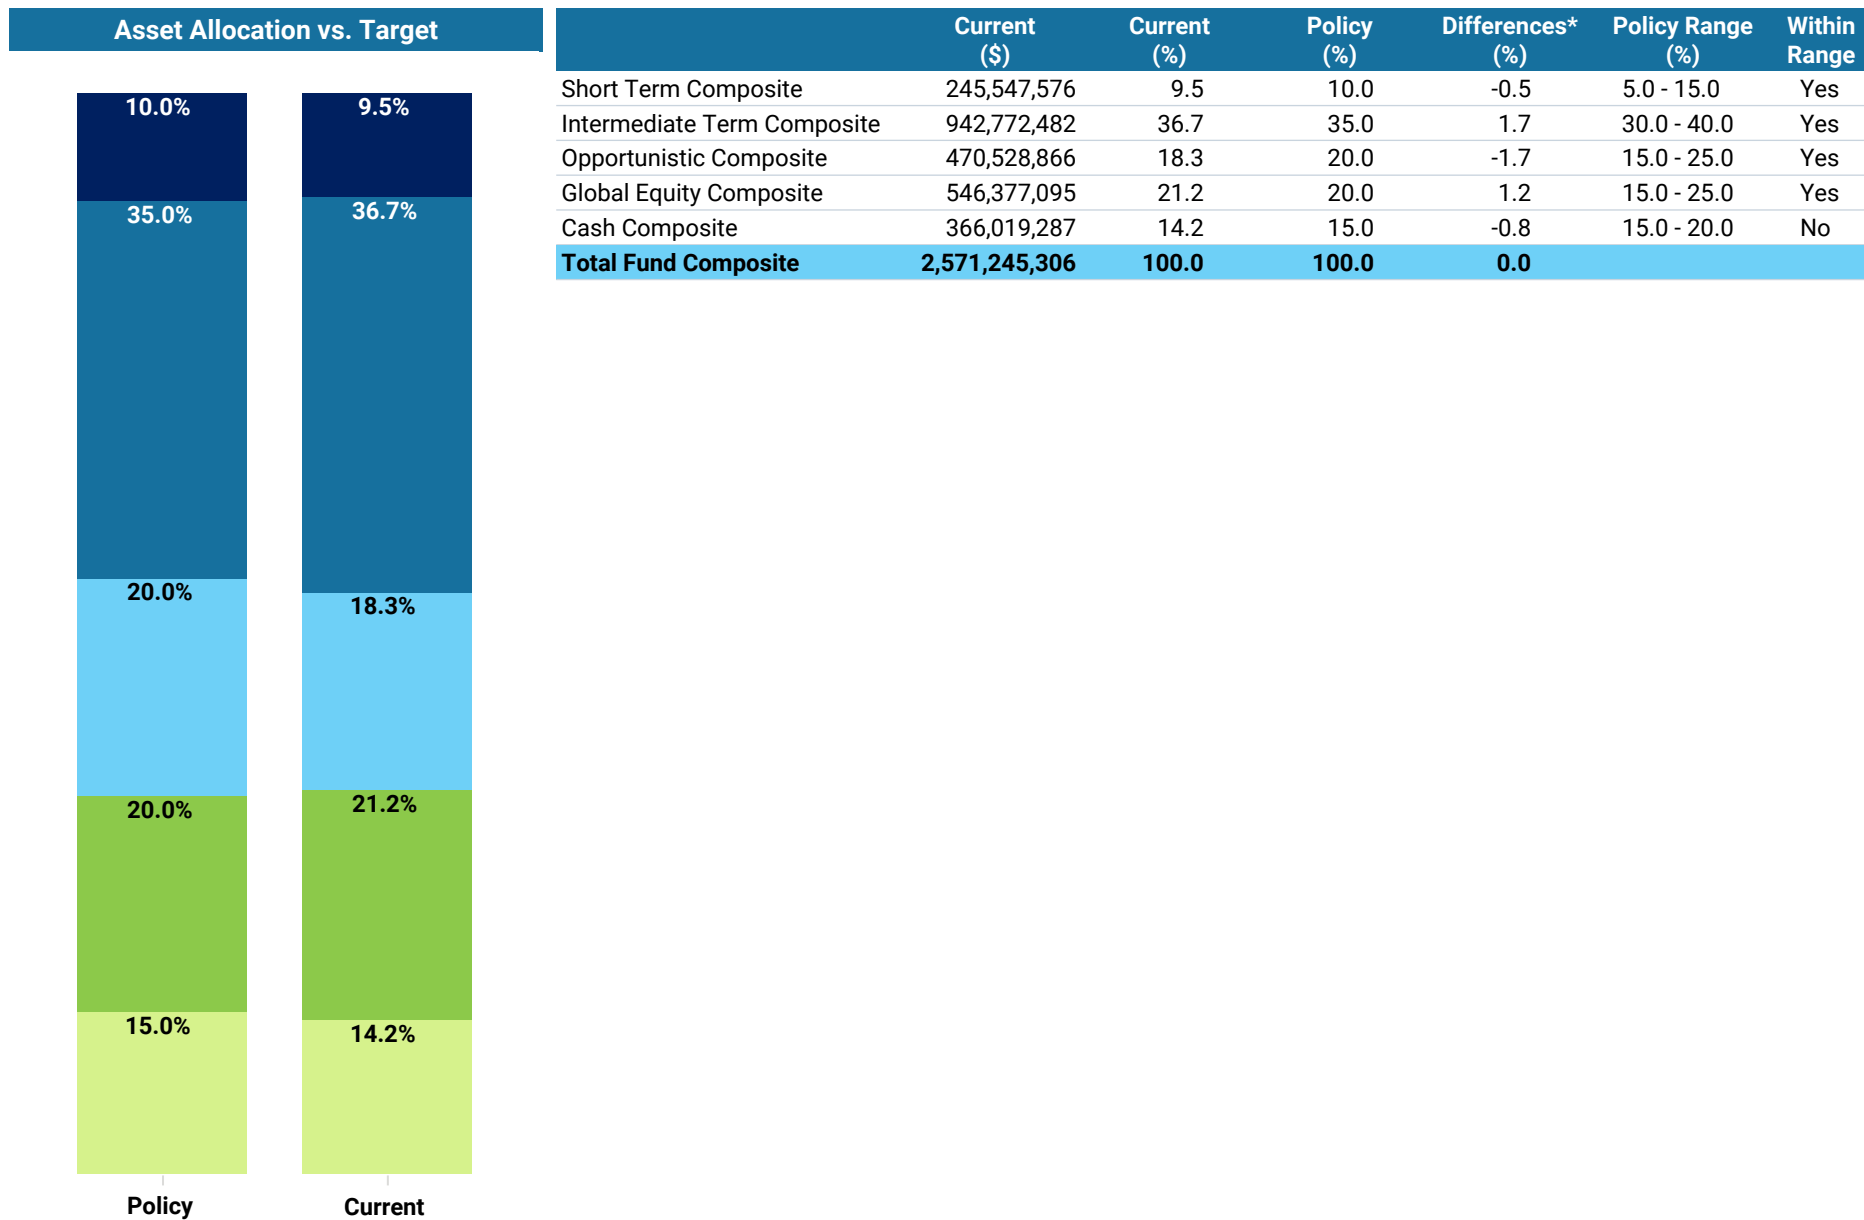 Asset Allocation vs. Target
10.0%
9.5%
35.0%
36.7%
20.0%
18.3%
20.0%
21.2%
15.0%
14.2%
Policy
Current
Current Current Policy Differences* Policy Range Within
($) (%) (%) (%) (%) Range
Short Term Composite 245,547,576 9.5 10.0 -0.5 5.0 - 15.0 Yes
Intermediate Term Composite 942,772,482 36.7 35.0 1.7 30.0 - 40.0 Yes
Opportunistic Composite 470,528,866 18.3 20.0 -1.7 15.0 - 25.0 Yes
Global Equity Composite 546,377,095 21.2 20.0 1.2 15.0 - 25.0 Yes
Cash Composite 366,019,287 14.2 15.0 -0.8 15.0 - 20.0 No
Total Fund Composite 2,571,245,306 100.0 100.0 0.0